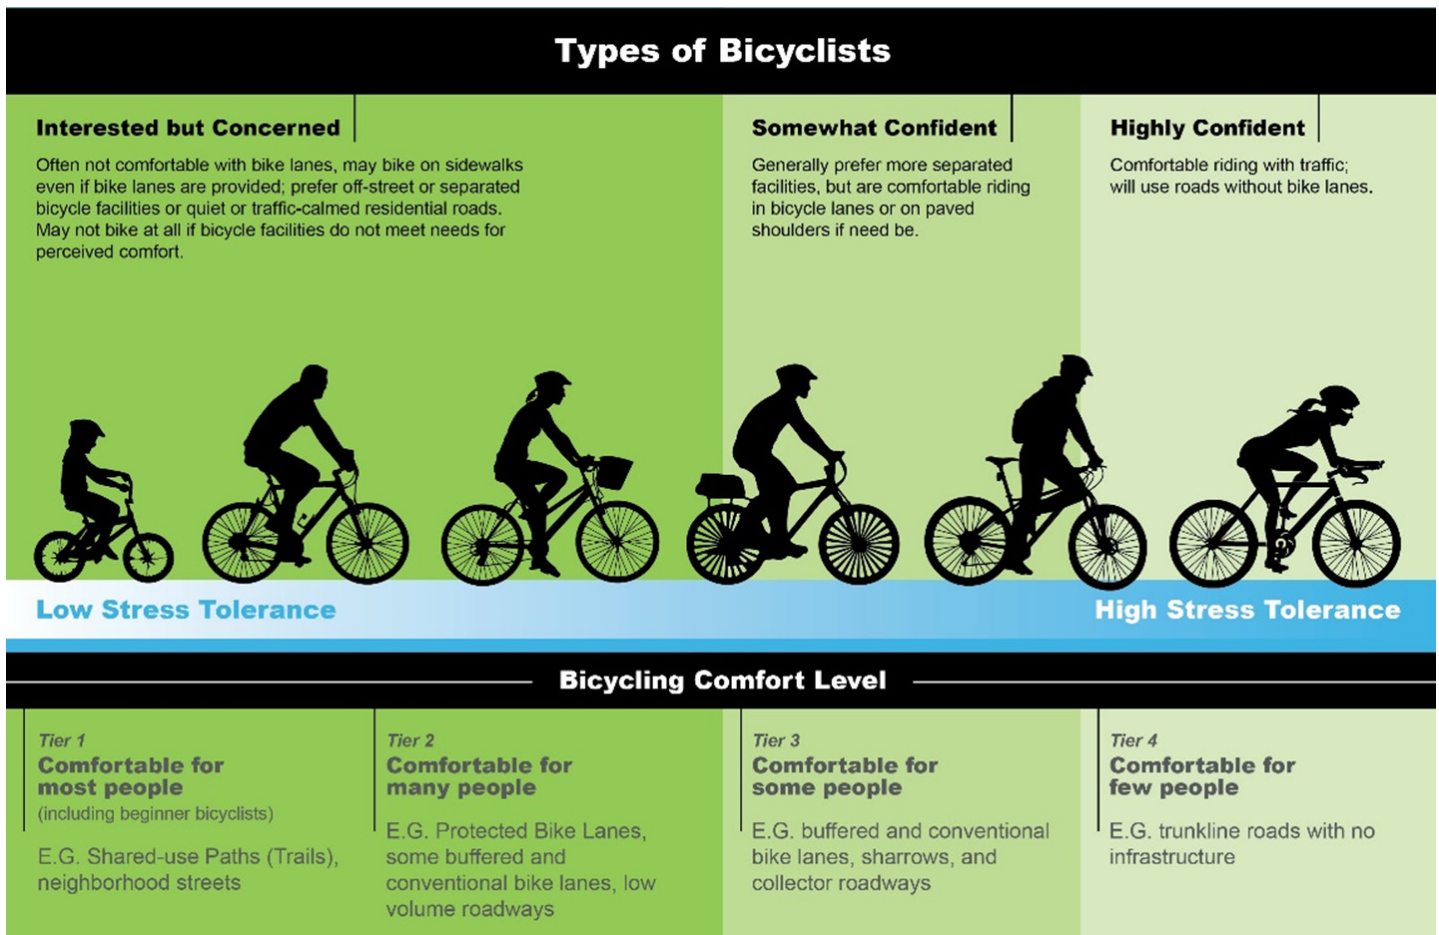 Types of Bicyclists
Interested but Concerned
Often not comfortable with bike lanes, may bike on sidewalks
even if bike lanes are provided; prefer off-street or separated
bicycle facilities or quiet or traffic-calmed residential roads.
May not bike at all if bicycle facilities do not meet needs for
perceived comfort.
Somewhat Confident
Generally prefer more separated
facilities, but are comfortable riding
in bicycle lanes or on paved
shoulders if need be.
Highly Confident
Comfortable riding with traffic;
will use roads without bike lanes.
Low Stress Tolerance
High Stress Tolerance
Bicycling Comfort Level
Tier 1
Comfortable for
most people
(including beginner bicyclists)
E.G. Shared-use Paths (Trails),
neighborhood streets
Tier 2
Comfortable for
many people
E.G. Protected Bike Lanes,
some buffered and
conventional bike lanes, low
volume roadways
Tier 3
Comfortable for
some people
E.G. buffered and conventional
bike lanes, sharrows, and
collector roadways
Tier 4
Comfortable for
few people
E.G. trunkline roads with no
infrastructure